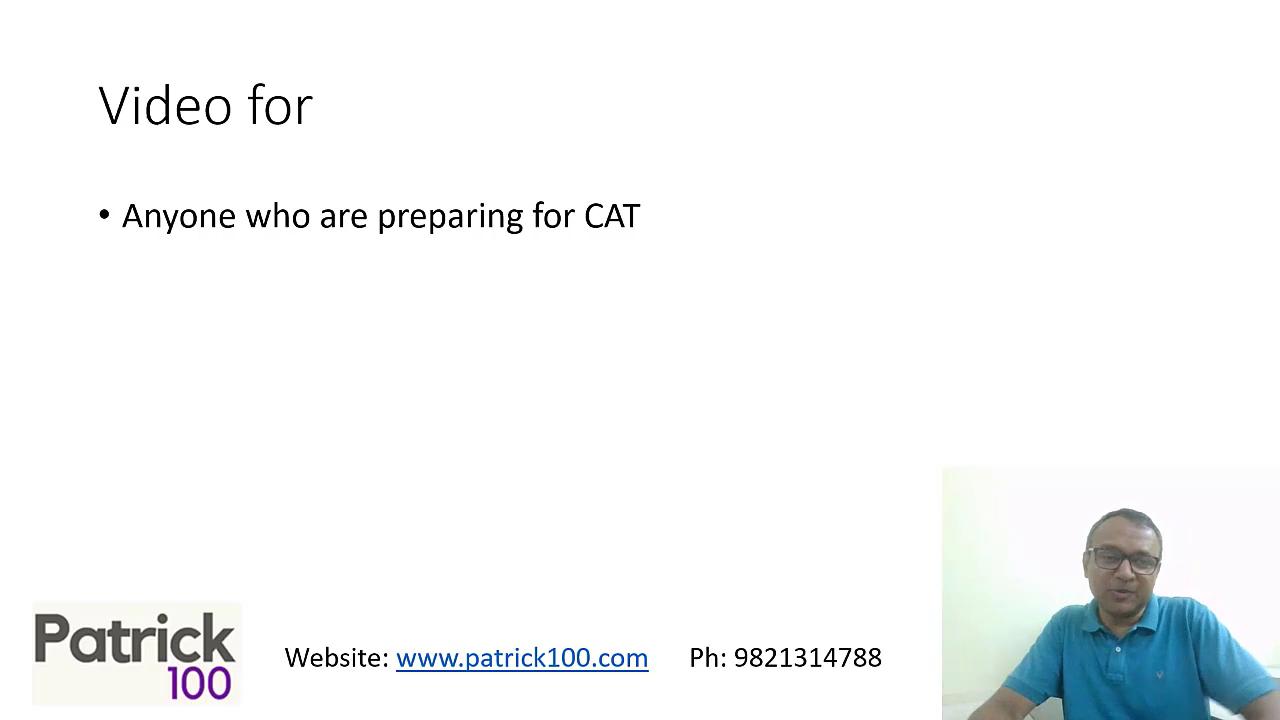 Video for
• Anyone who are preparing for CAT
Patrick
100
Website: www.patrick100.com Ph: 9821314788